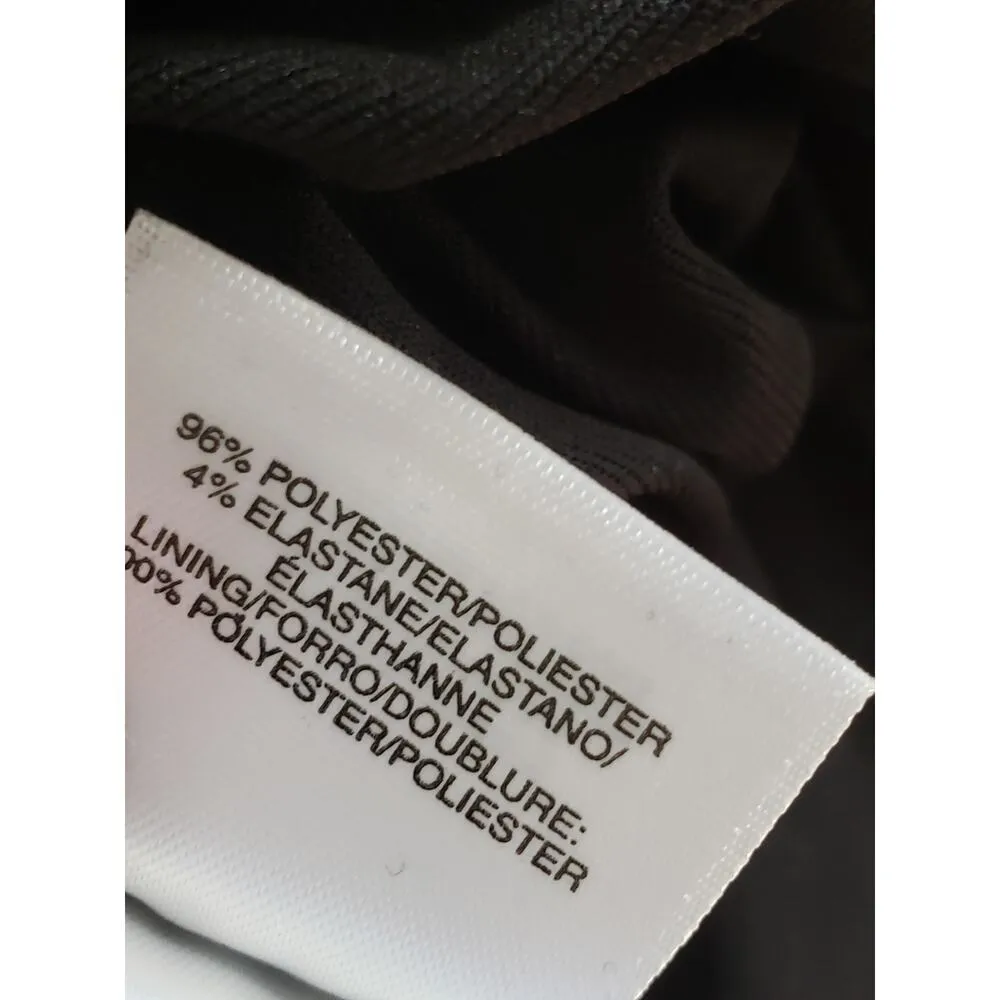 96% POLYESTER/POLIESTER
4% ELASTANE/ELASTANO/
ÉLASTHANNE
LINING/FORRO/DOUBLURE:
00% POLYESTER/POLIESTER